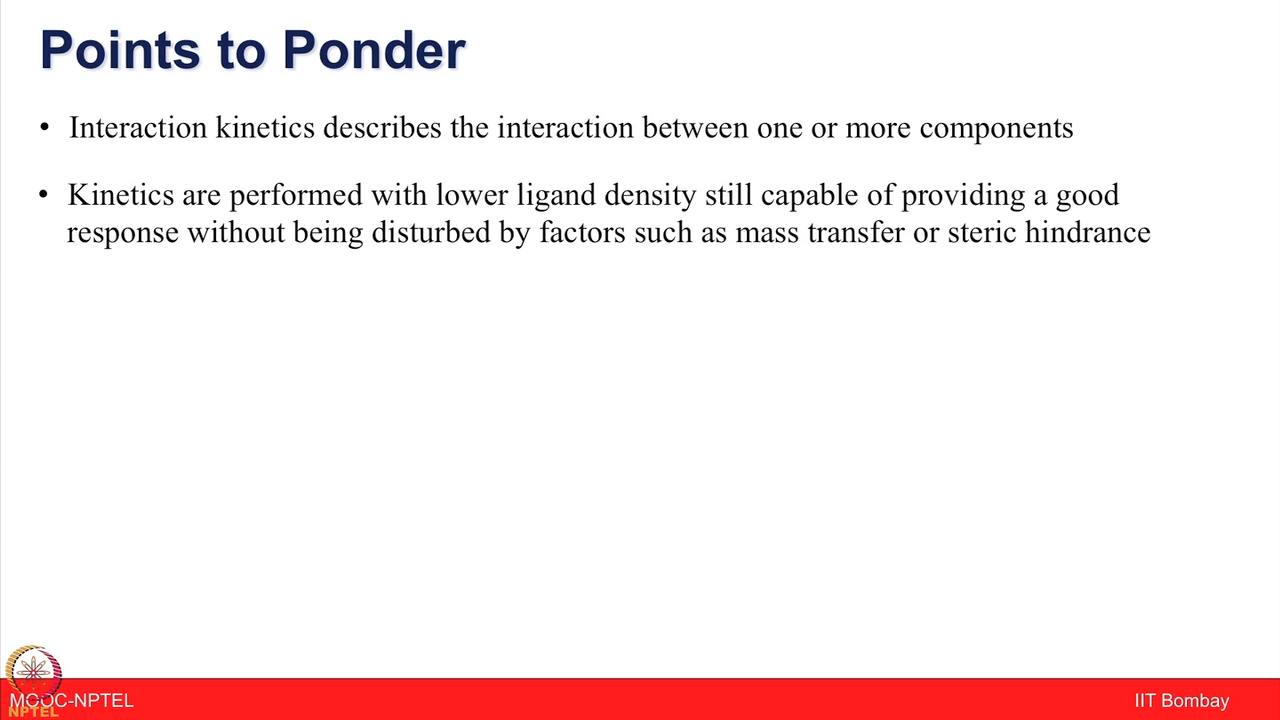 Points to Ponder
• Interaction kinetics describes the interaction between one or more components
• Kinetics are performed with lower ligand density still capable of providing a good
response without being disturbed by factors such as mass transfer or steric hindrance
MOOC-NPTEL
NPTEL
IIT Bombay